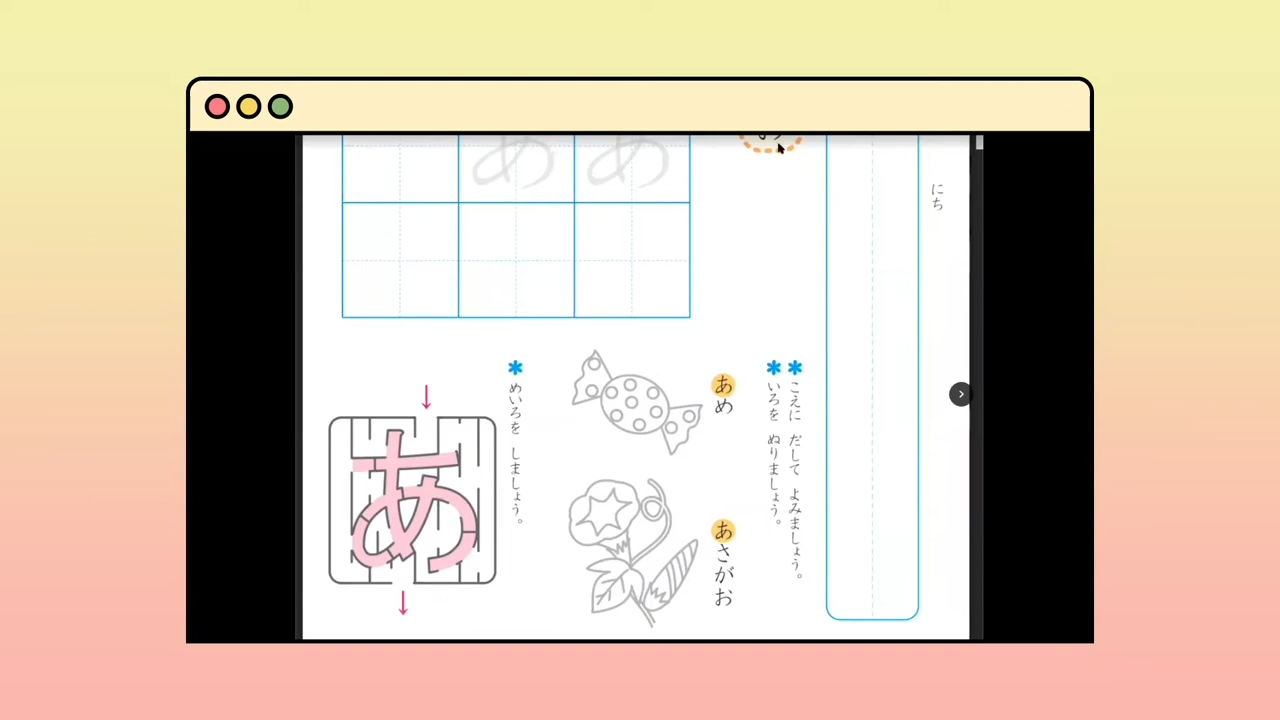 にち
こえに だして よみましょう。
いろを ぬりましょう。
あめ
あさがお
あ あ
めいろを しましょう。
あ